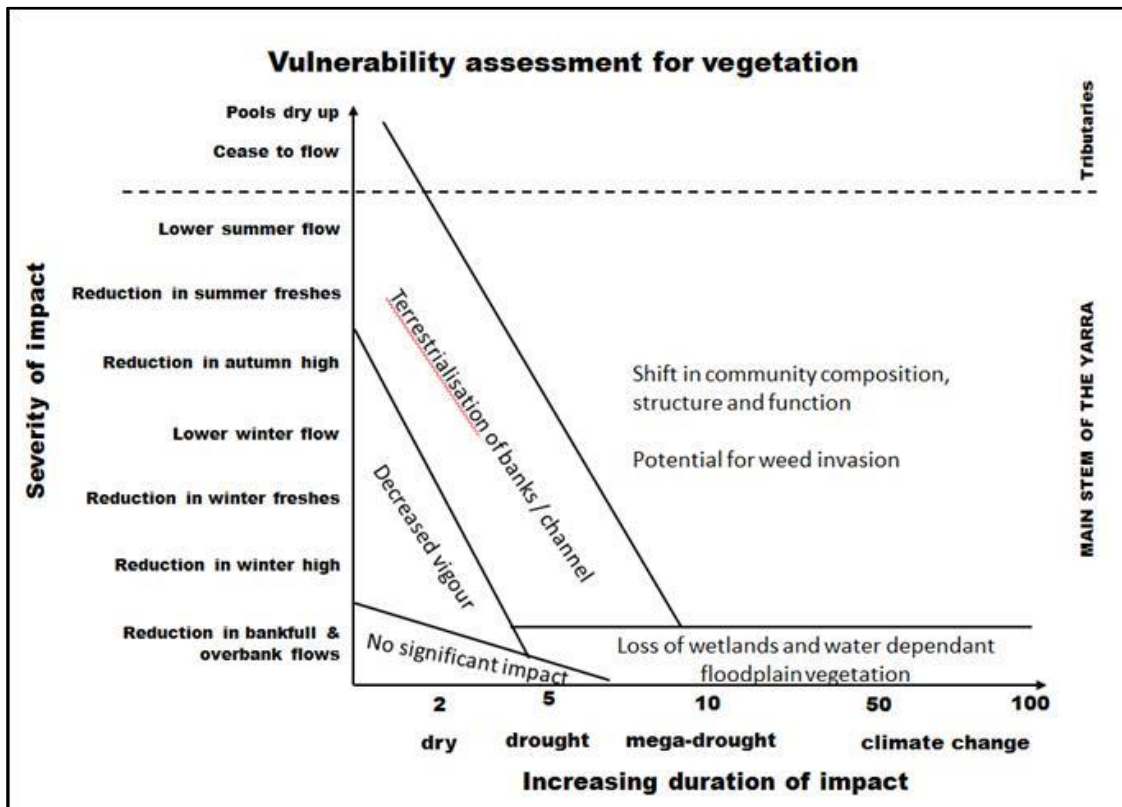 Vulnerability assessment for vegetation
Pools dry up
Cease to flow
Lower summer flow
Reduction in summer freshes
Reduction in autumn high
Lower winter flow
Reduction in winter freshes
Reduction in winter high
Reduction in bankfull &
overbank flows
Severity of impact
Tributaries
MAIN STEM OF THE YARRA
Terrestrialisation of banks / channel
Decreased vigour
No significant impact
Shift in community composition,
structure and function
Potential for weed invasion
Loss of wetlands and water dependant
floodplain vegetation
2 5 10 50 100
dry drought mega-drought climate change
Increasing duration of impact